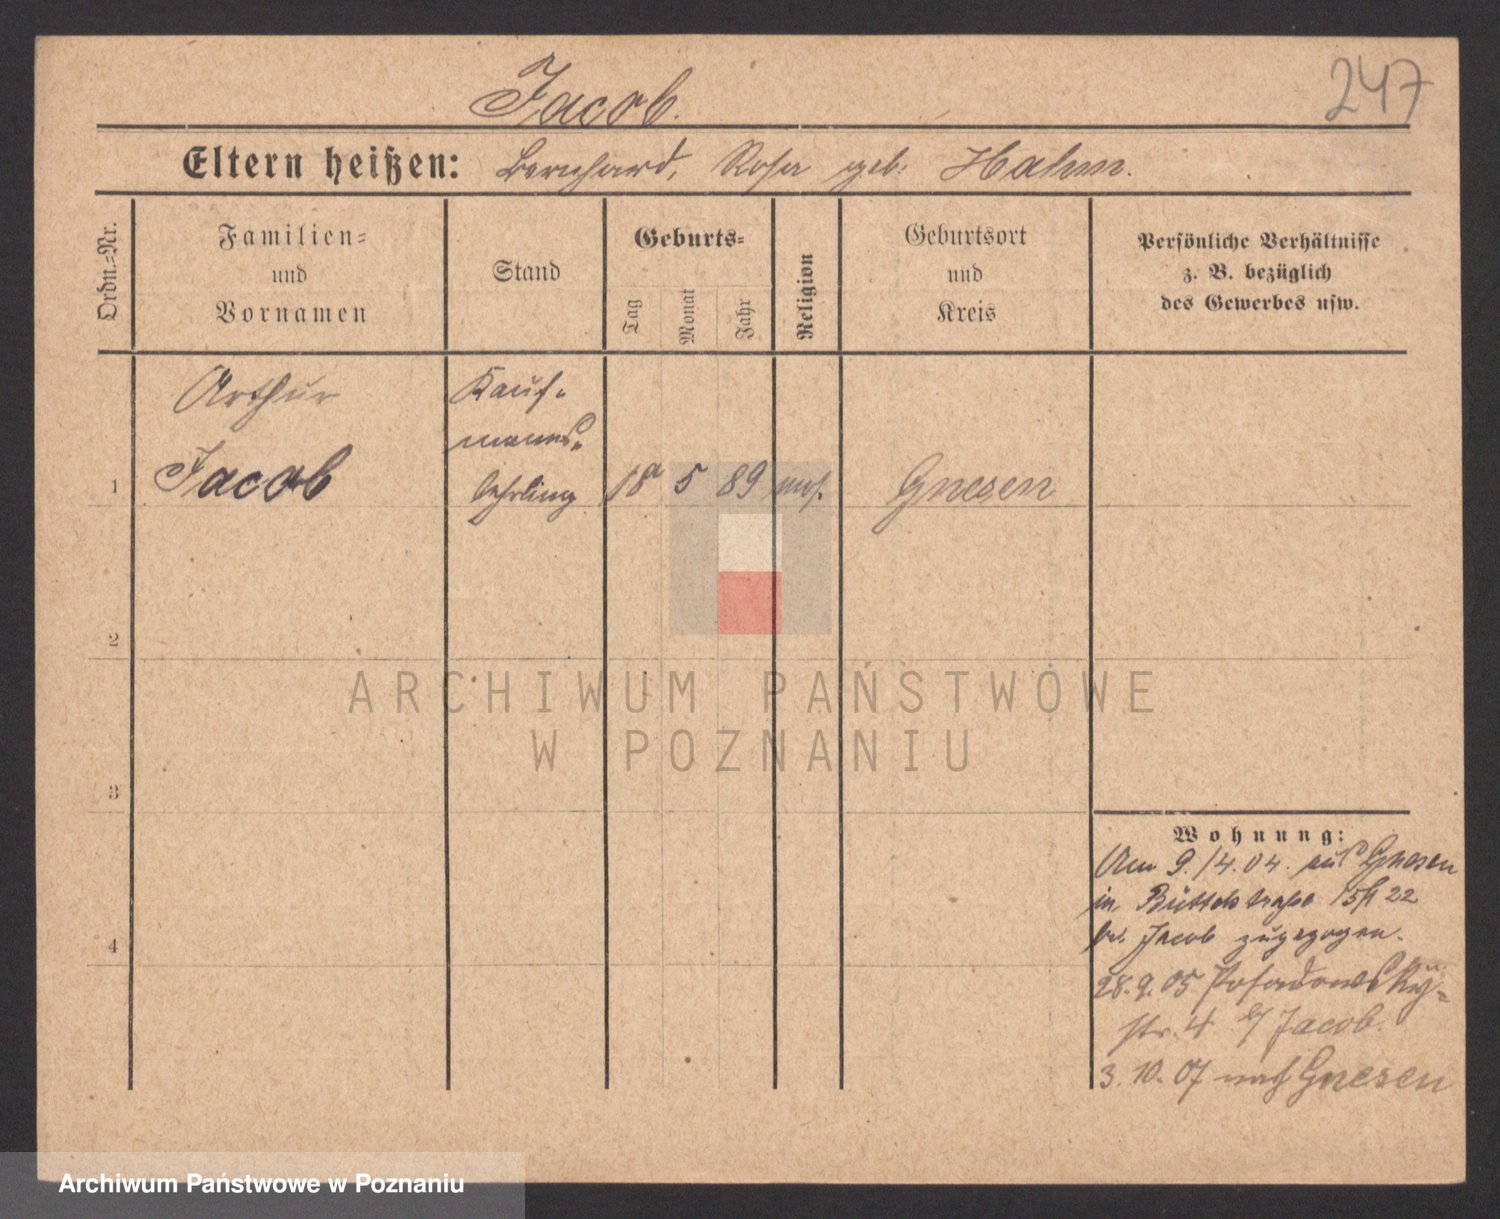 247
Jacob.
Eltern heißen: Bernhard, Rosa geb. Hahn.
Ordn.-Nr.
Familien-
und
Vornamen
Stand
Geburts-
Tag
Monat
Jahr
Religion
Geburtsort
und
Kreis
Persönliche Verhältnisse
z. B. bezüglich
des Gewerbes usw.
Arthur
Jacob
Kauf-
manns-
lehrling
1
18
5
89
mos.
Gnesen
2
3
4
Wohnung:
Am 9./4.04. aus Gnesen
in Büttelstraße 22
bei Jacob zugezogen.
28.9.05 Posadowsky-
str. 4 b/ Jacob.
3.10.07 nach Gnesen
ARCHIWUM PAŃSTWOWE
W POZNANIU
Archiwum Państwowe w Poznaniu